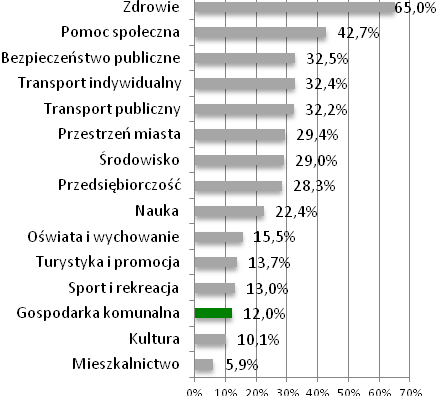 Zdrowie 65,0%
Pomoc społeczna 42,7%
Bezpieczeństwo publiczne 32,5%
Transport indywidualny 32,4%
Transport publiczny 32,2%
Przestrzeń miasta 29,4%
Środowisko 29,0%
Przedsiębiorczość 28,3%
Nauka 22,4%
Oświata i wychowanie 15,5%
Turystyka i promocja 13,7%
Sport i rekreacja 13,0%
Gospodarka komunalna 12,0%
Kultura 10,1%
Mieszkalnictwo 5,9%
0% 10% 20% 30% 40% 50% 60% 70%